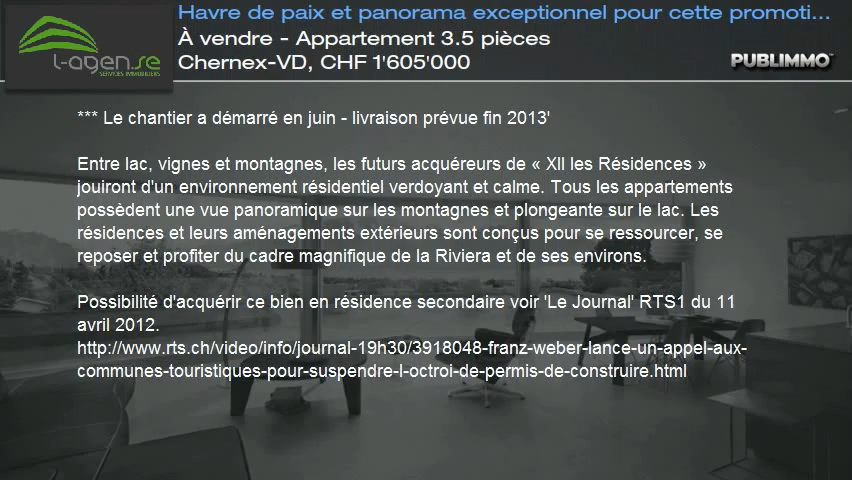 Havre de paix et panorama exceptionnel pour cette promoti...
À vendre - Appartement 3.5 pièces
Chernex-VD, CHF 1'605'000
l-agen.se
SERVICES IMMOBILIERS
PUBLIMMO
*** Le chantier a démarré en juin - livraison prévue fin 2013'
Entre lac, vignes et montagnes, les futurs acquéreurs de « XII les Résidences »
jouiront d'un environnement résidentiel verdoyant et calme. Tous les appartements
possèdent une vue panoramique sur les montagnes et plongeante sur le lac. Les
résidences et leurs aménagements extérieurs sont conçus pour se ressourcer, se
reposer et profiter du cadre magnifique de la Riviera et de ses environs.
Possibilité d'acquérir ce bien en résidence secondaire voir 'Le Journal' RTS1 du 11
avril 2012.
http://www.rts.ch/video/info/journal-19h30/3918048-franz-weber-lance-un-appel-aux-
communes-touristiques-pour-suspendre-l-octroi-de-permis-de-construire.html